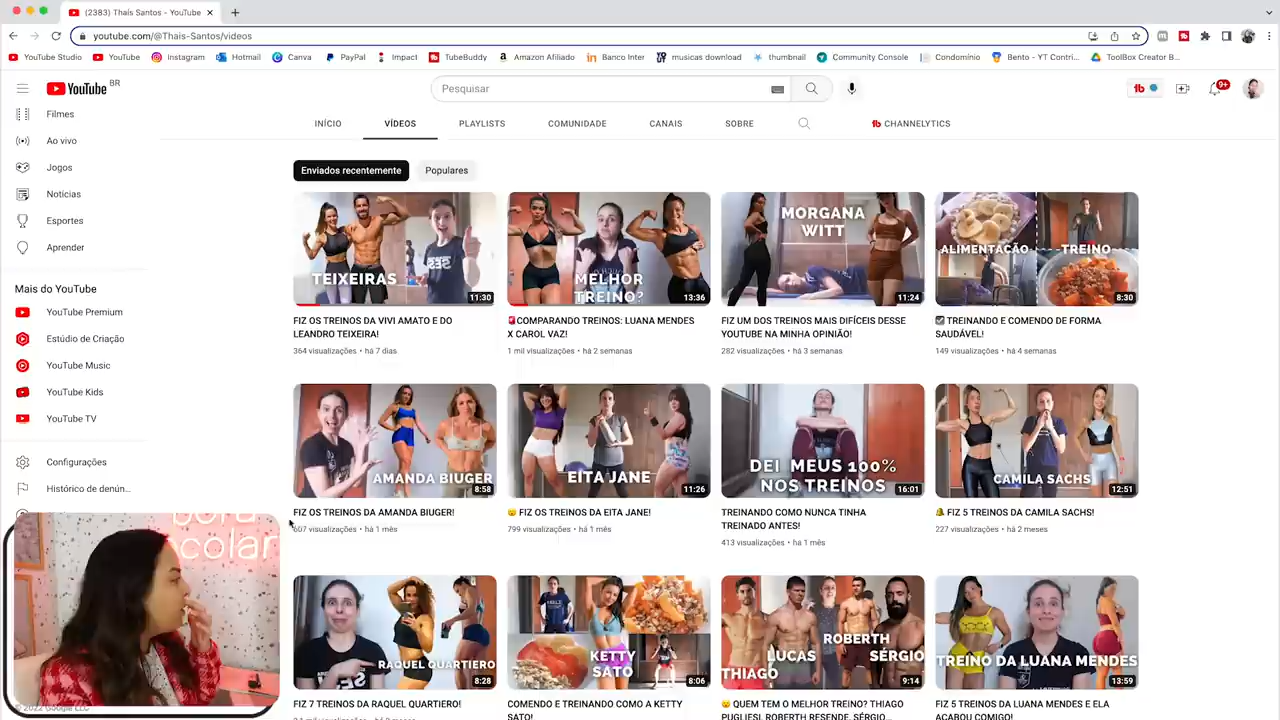 (2383) Thaís Santos - YouTube
youtube.com/@Thais-Santos/videos
YouTube Studio
YouTube
Instagram
Hotmail
Canva
PayPal
Impact
TubeBuddy
Amazon Afiliado
Banco Inter
musicas download
thumbnail
Community Console
Condomínio
Bento - YT Contri...
ToolBox Creator B...
YouTube BR
Pesquisar
tb
9+
Filmes
Ao vivo
Jogos
Notícias
Esportes
Aprender
Mais do YouTube
YouTube Premium
Estúdio de Criação
YouTube Music
YouTube Kids
YouTube TV
Configurações
Histórico de denún...
INÍCIO
VÍDEOS
PLAYLISTS
COMUNIDADE
CANAIS
SOBRE
tb CHANNELYTICS
Enviados recentemente
Populares
TEIXEIRAS
11:30
FIZ OS TREINOS DA VIVI AMATO E DO
LEANDRO TEIXEIRA!
364 visualizações • há 7 dias
MELHOR
TREINO?
13:36
COMPARANDO TREINOS: LUANA MENDES
X CAROL VAZ!
1 mil visualizações • há 2 semanas
MORGANA
WITT
11:24
FIZ UM DOS TREINOS MAIS DIFÍCEIS DESSE
YOUTUBE NA MINHA OPINIÃO!
282 visualizações • há 3 semanas
ALIMENTAÇÃO
TREINO
8:30
☑️ TREINANDO E COMENDO DE FORMA
SAUDÁVEL!
149 visualizações • há 4 semanas
AMANDA BIUGER
8:58
FIZ OS TREINOS DA AMANDA BIUGER!
607 visualizações • há 1 mês
EITA JANE
11:26
FIZ OS TREINOS DA EITA JANE!
799 visualizações • há 1 mês
DEI MEUS 100%
NOS TREINOS
16:01
TREINANDO COMO NUNCA TINHA
TREINADO ANTES!
413 visualizações • há 1 mês
CAMILA SACHS
12:51
FIZ 5 TREINOS DA CAMILA SACHS!
227 visualizações • há 2 meses
RAQUEL QUARTIERO
8:28
FIZ 7 TREINOS DA RAQUEL QUARTIERO!
KETTY
SATO
8:06
COMENDO E TREINANDO COMO A KETTY
SATO!
THIAGO
LUCAS
ROBERTH
SÉRGIO
9:14
QUEM TEM O MELHOR TREINO? THIAGO
PUGLIESI, ROBERTH RESENDE, SÉRGIO...
TREINO DA LUANA MENDES
13:59
FIZ 5 TREINOS DA LUANA MENDES E ELA
ACABOU COMIGO!
bora
ecolar
© 2022 Google LLC